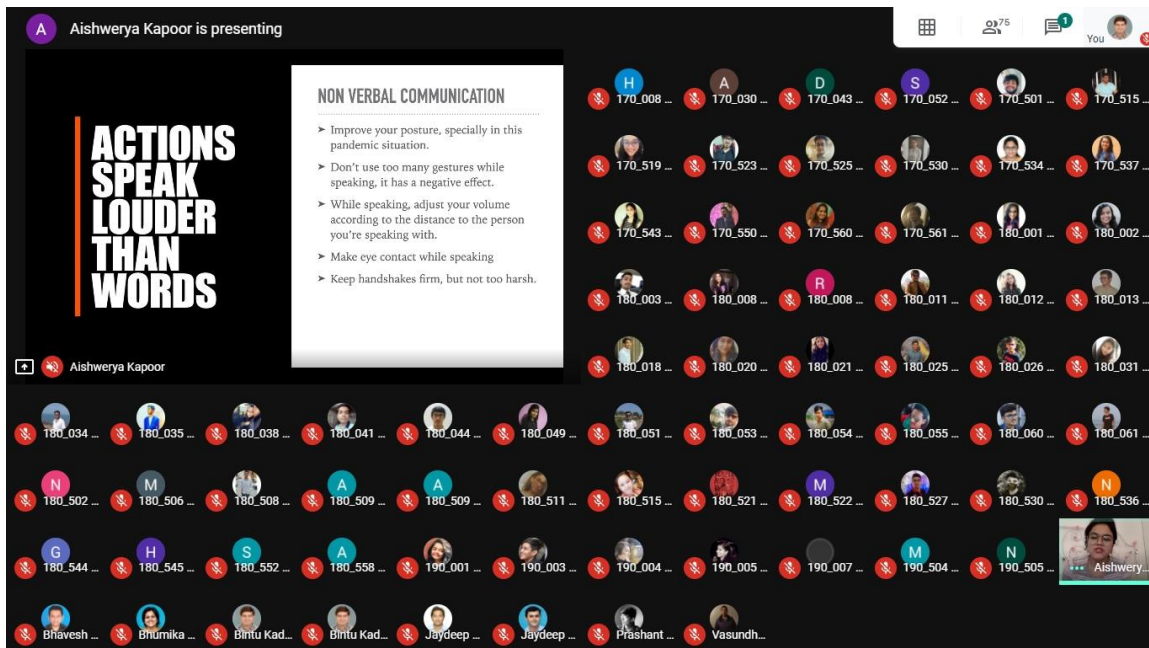 A Aishwerya Kapoor is presenting
75
1
You
ACTIONS
SPEAK
LOUDER
THAN
WORDS
NON VERBAL COMMUNICATION
➤ Improve your posture, specially in this
pandemic situation.
➤ Don't use too many gestures while
speaking, it has a negative effect.
➤ While speaking, adjust your volume
according to the distance to the person
you're speaking with.
➤ Make eye contact while speaking
➤ Keep handshakes firm, but not too harsh.
Aishwerya Kapoor
H A D S
170_008 ... 170_030 ... 170_043 ... 170_052 ... 170_501 ... 170_515 ...
170_519 ... 170_523 ... 170_525 ... 170_530 ... 170_534 ... 170_537 ...
170_543 ... 170_550 ... 170_560 ... 170_561 ... 180_001 ... 180_002 ...
R
180_003 ... 180_008 ... 180_008 ... 180_011 ... 180_012 ... 180_013 ...
180_018 ... 180_020 ... 180_021 ... 180_025 ... 180_026 ... 180_031 ...
180_034 ... 180_035 ... 180_038 ... 180_041 ... 180_044 ... 180_049 ... 180_051 ... 180_053 ... 180_054 ... 180_055 ... 180_060 ... 180_061 ...
N M A A M N
180_502 ... 180_506 ... 180_508 ... 180_509 ... 180_509 ... 180_511 ... 180_515 ... 180_521 ... 180_522 ... 180_527 ... 180_530 ... 180_536 ...
G H S A M N
180_544 ... 180_545 ... 180_552 ... 180_558 ... 190_001 ... 190_003 ... 190_004 ... 190_005 ... 190_007 ... 190_504 ... 190_505 ... Aishwery...
Bhavesh ... Bhumika ... Bintu Kad... Bintu Kad... Jaydeep ... Jaydeep ... Prashant ... Vasundh...